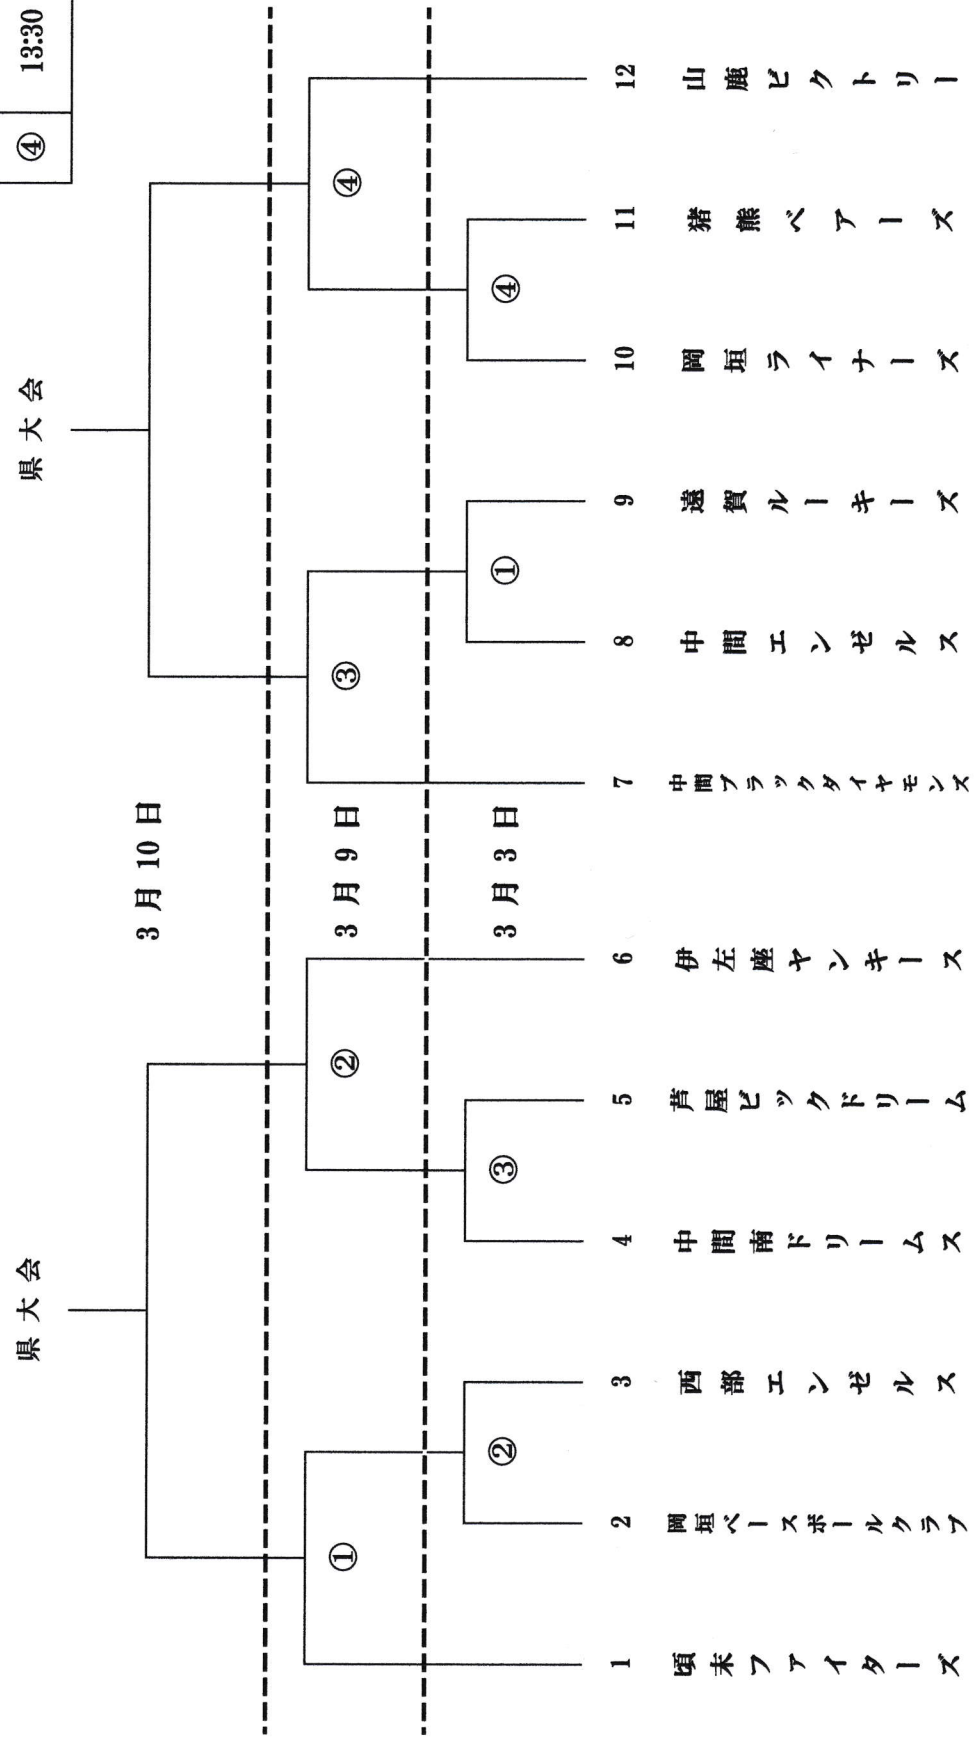 ④ 13:30
県大会
県大会
3月10日
3月9日
3月3日
①
②
③
④
②
③
①
④
1 頃末ファイターズ
2 岡垣ベースボールクラブ
3 西部エンゼルス
4 中間南ドリームス
5 芦屋ビックドリーム
6 伊左座ヤンキース
7 中間ブラックダイヤモンズ
8 中間エンゼルス
9 遠賀ルーキーズ
10 岡垣ライナーズ
11 猪熊ベアーズ
12 山鹿ビクトリー